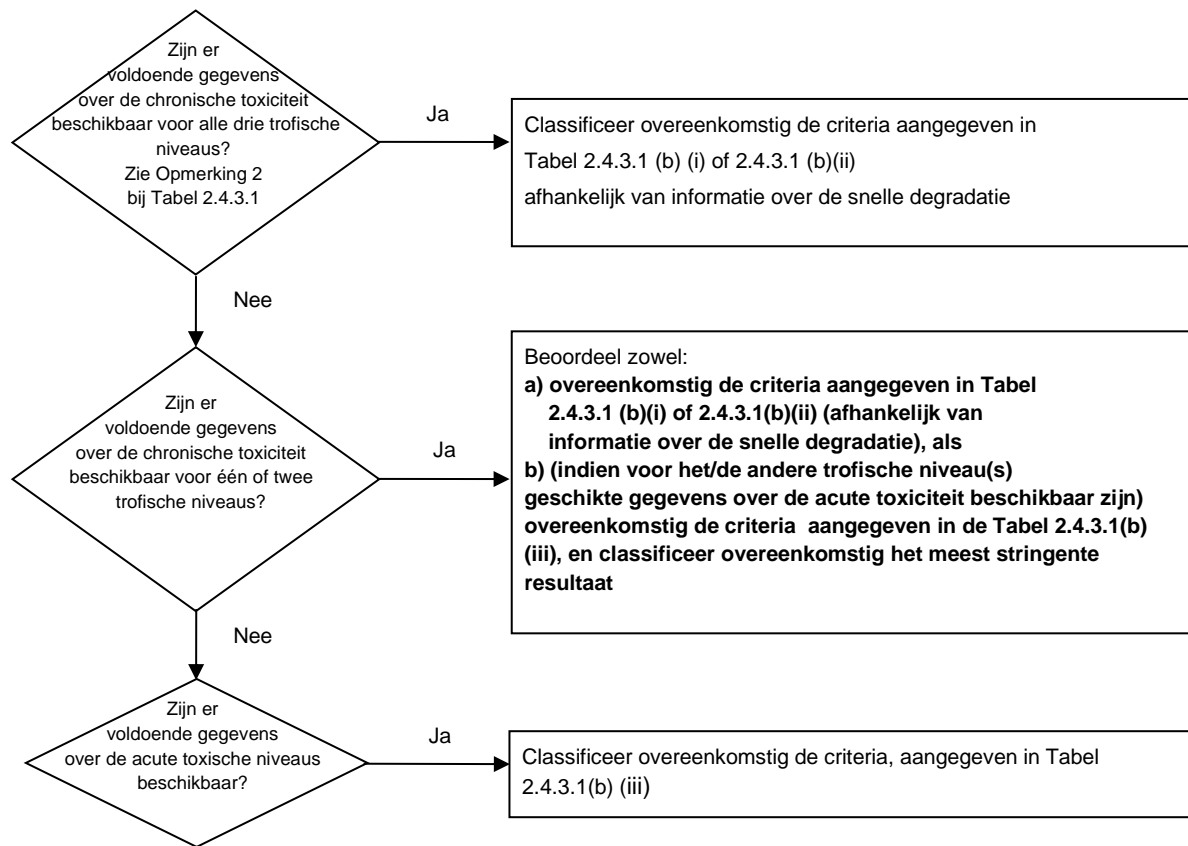 Zijn er
voldoende gegevens
over de chronische toxiciteit
beschikbaar voor alle drie trofische
niveaus?
Zie Opmerking 2
bij Tabel 2.4.3.1
Ja
Classificeer overeenkomstig de criteria aangegeven in
Tabel 2.4.3.1 (b) (i) of 2.4.3.1 (b)(ii)
afhankelijk van informatie over de snelle degradatie
Nee
Zijn er
voldoende gegevens
over de chronische toxiciteit
beschikbaar voor één of twee
trofische niveaus?
Ja
Beoordeel zowel:
a) overeenkomstig de criteria aangegeven in Tabel
2.4.3.1 (b)(i) of 2.4.3.1(b)(ii) (afhankelijk van
informatie over de snelle degradatie), als
b) (indien voor het/de andere trofische niveau(s)
geschikte gegevens over de acute toxiciteit beschikbaar zijn)
overeenkomstig de criteria aangegeven in de Tabel 2.4.3.1(b)
(iii), en classificeer overeenkomstig het meest stringente
resultaat
Nee
Zijn er
voldoende gegevens
over de acute toxische niveaus
beschikbaar?
Ja
Classificeer overeenkomstig de criteria, aangegeven in Tabel
2.4.3.1(b) (iii)